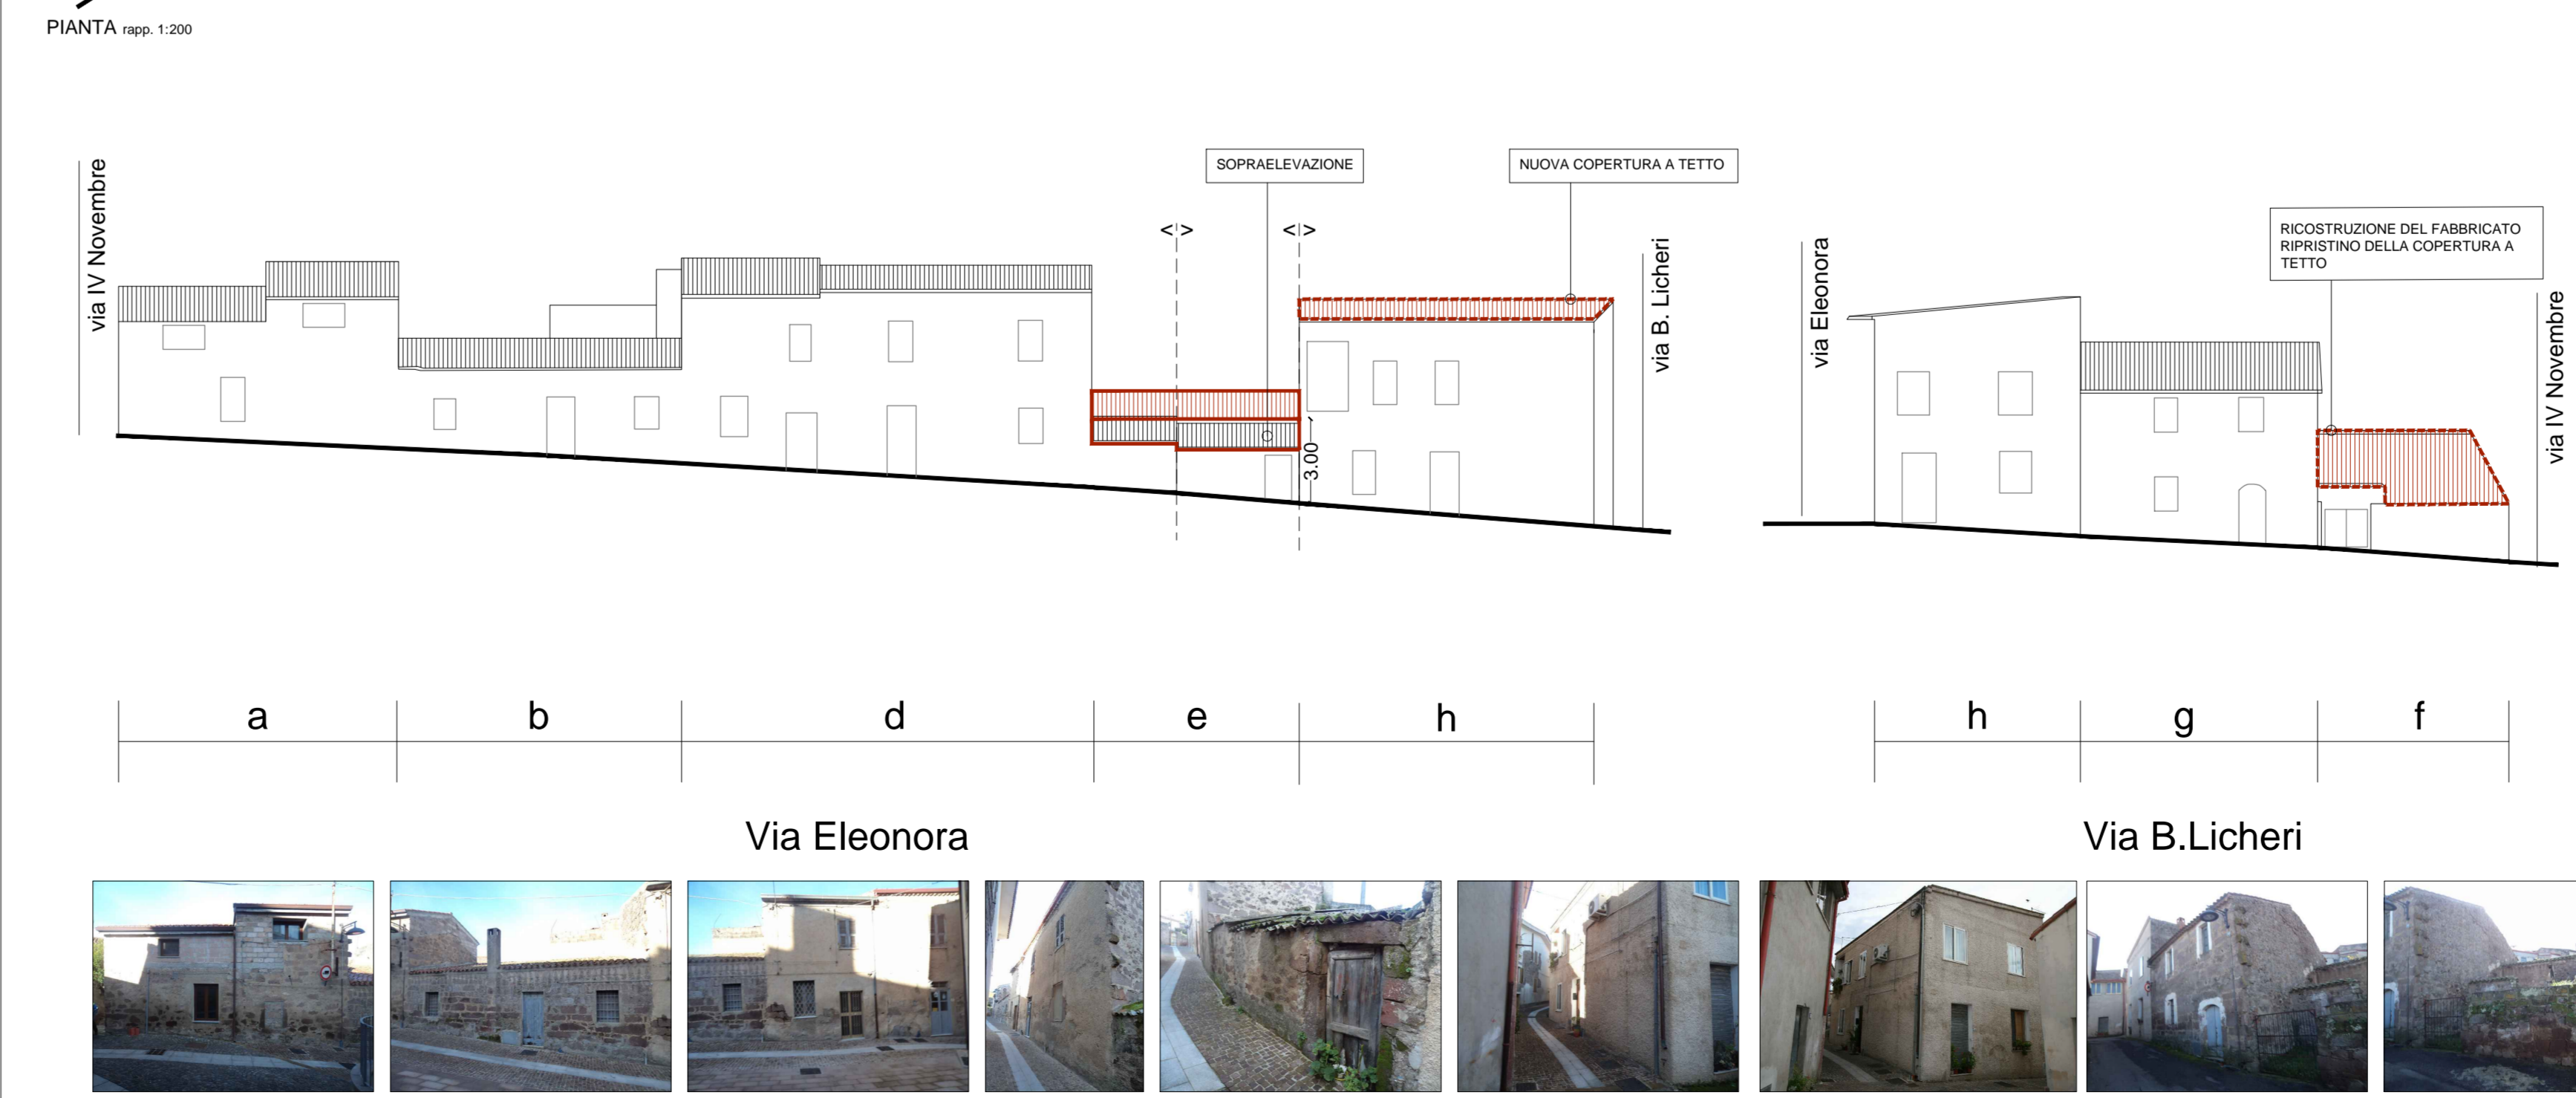 PIANTA rapp. 1:200
SOPRAELEVAZIONE
NUOVA COPERTURA A TETTO
RICOSTRUZIONE DEL FABBRICATO
RIPRISTINO DELLA COPERTURA A
TETTO
via IV Novembre
< >
< >
3.00
via B. Licheri
via Eleonora
via IV Novembre
a
b
d
e
h
h
g
f
Via Eleonora
Via B.Licheri